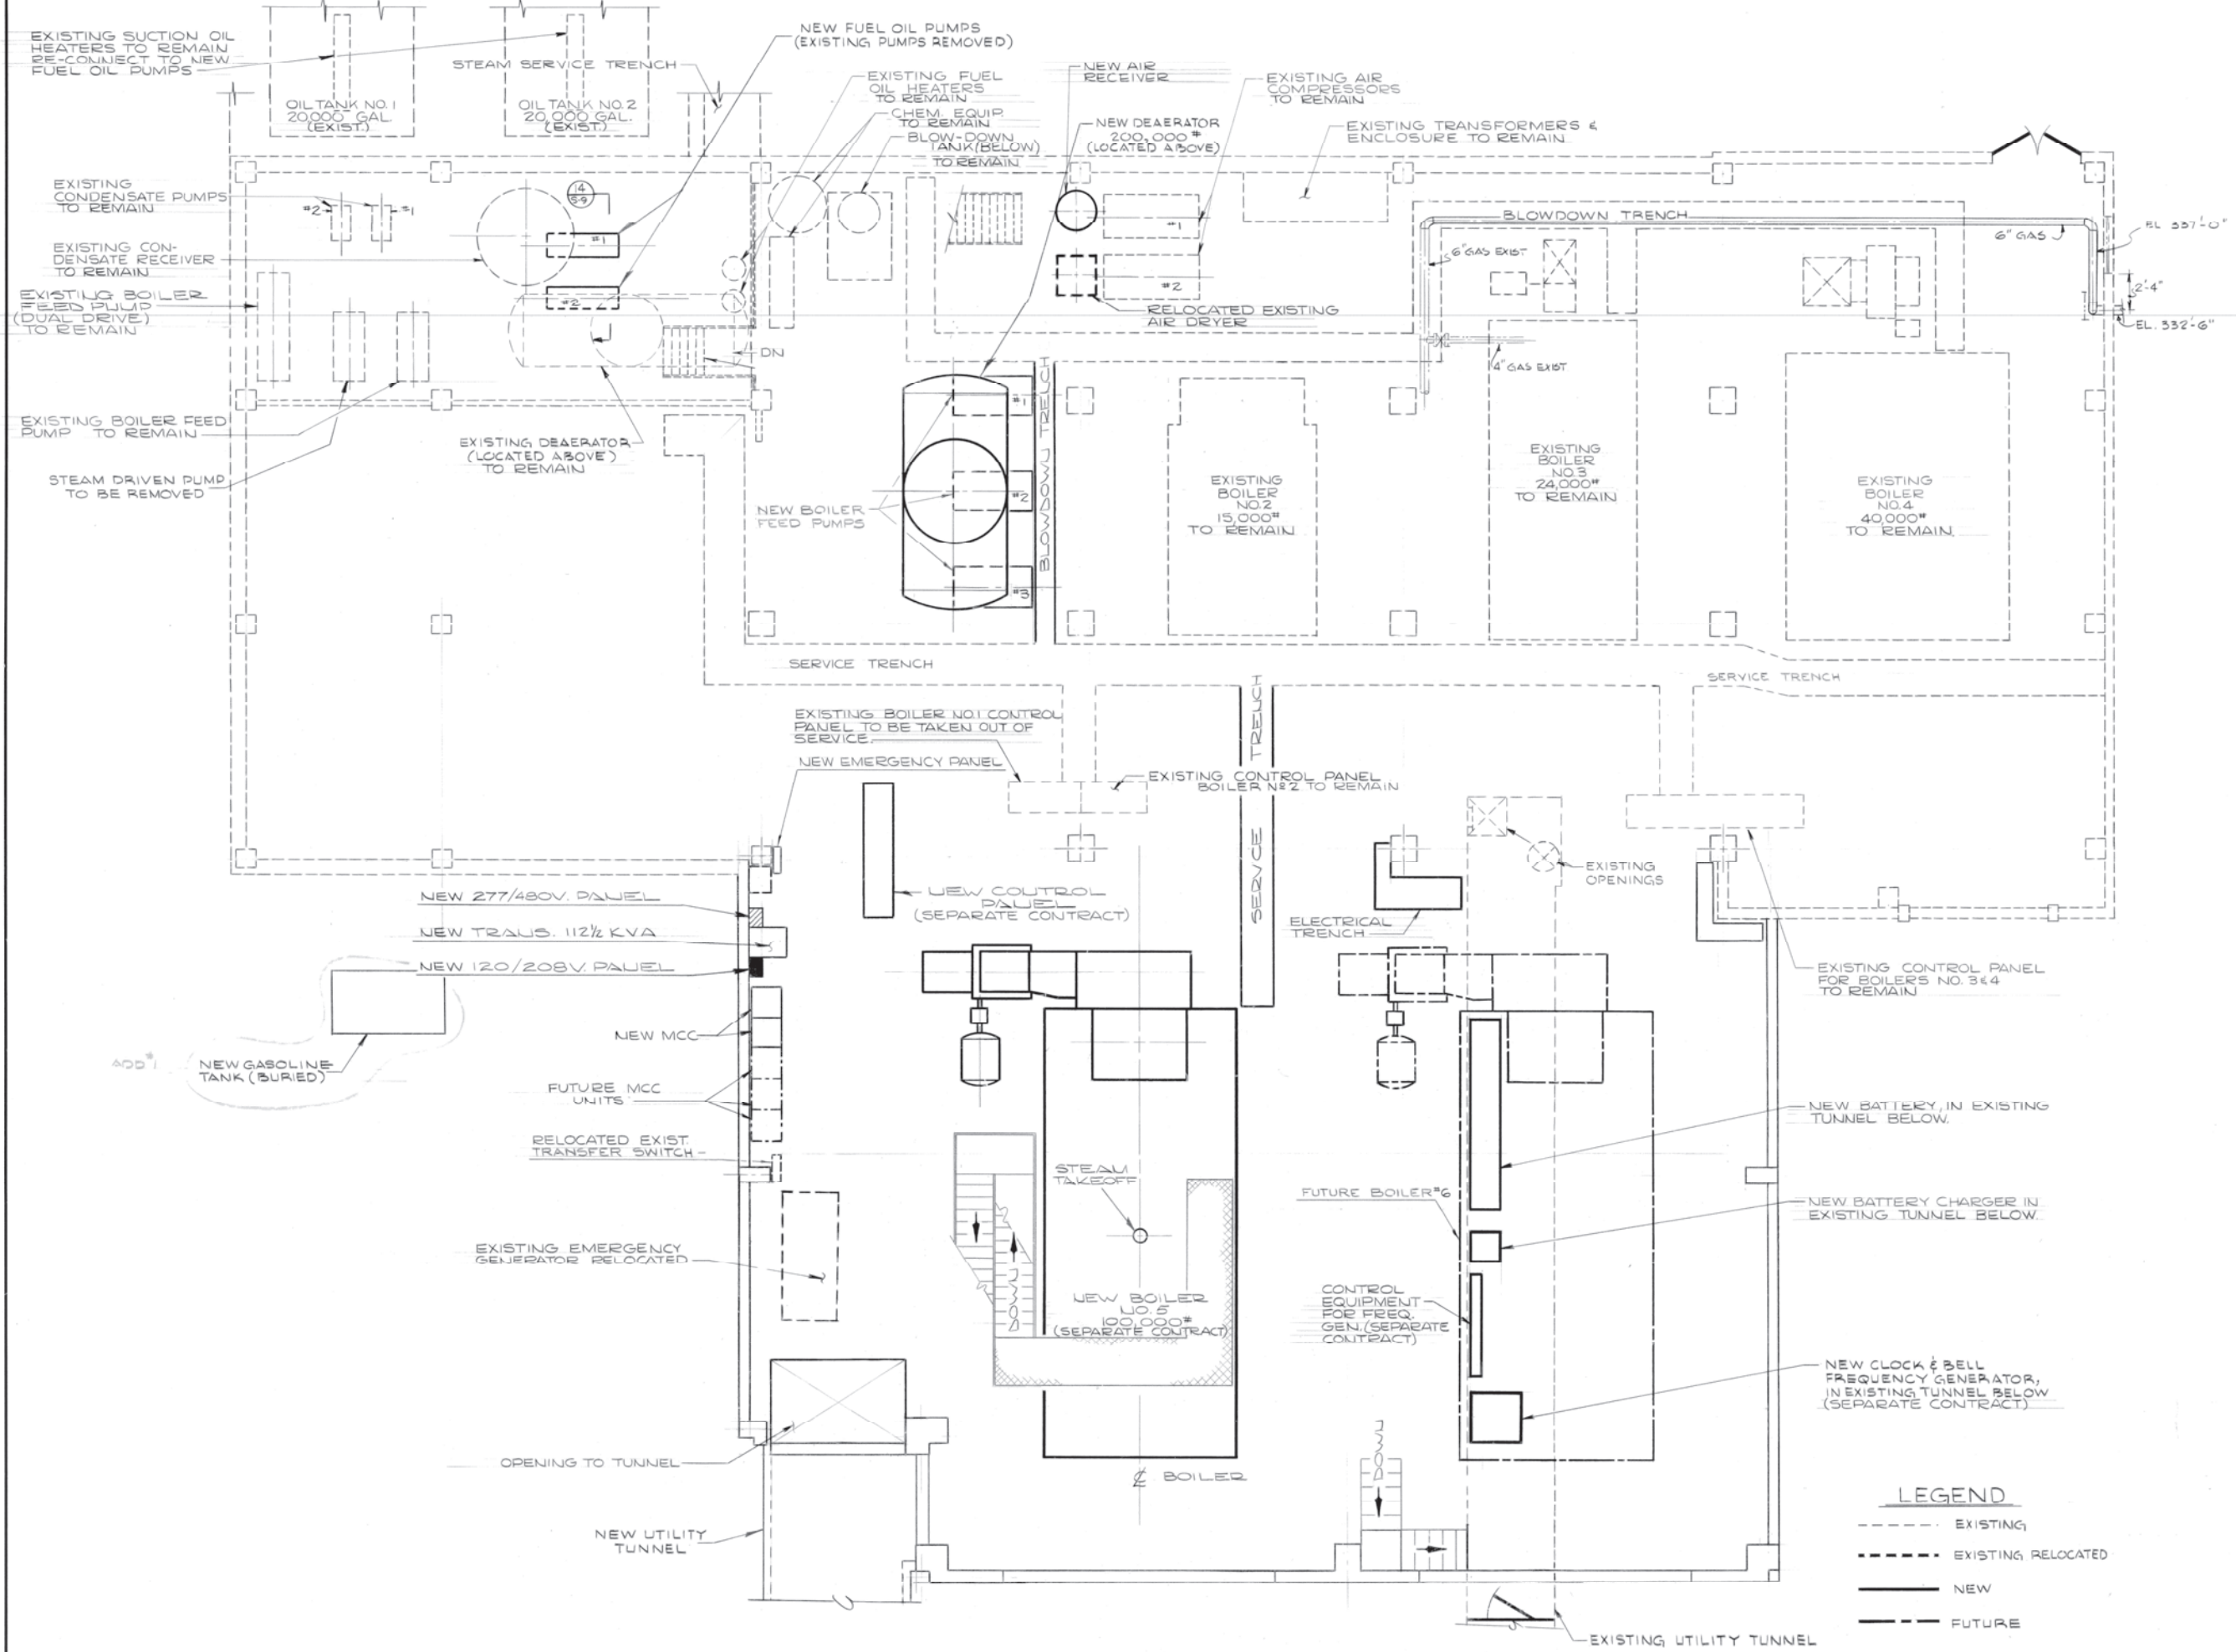 EXISTING SUCTION OIL
HEATERS TO REMAIN
RE-CONNECT TO NEW
FUEL OIL PUMPS
OIL TANK NO. 1
20,000 GAL.
(EXIST.)
STEAM SERVICE TRENCH
OIL TANK NO. 2
20,000 GAL.
(EXIST.)
NEW FUEL OIL PUMPS
(EXISTING PUMPS REMOVED)
EXISTING FUEL
OIL HEATERS
TO REMAIN
CHEM. EQUIP.
TO REMAIN
BLOW-DOWN
TANK (BELOW)
TO REMAIN
NEW AIR
RECEIVER
NEW DEAERATOR
200,000 #
(LOCATED ABOVE)
EXISTING AIR
COMPRESSORS
TO REMAIN
EXISTING TRANSFORMERS &
ENCLOSURE TO REMAIN
EXISTING
CONDENSATE PUMPS
TO REMAIN
#2
#1
14
S-9
#1
#2
EXISTING CON-
DENSATE RECEIVER
TO REMAIN
EXISTING BOILER
FEED PUMP
(DUAL DRIVE)
TO REMAIN
#1
#2
RELOCATED EXISTING
AIR DRYER
BLOWDOWN TRENCH
6" GAS
6" GAS EXIST
4" GAS EXIST
EL 337'-0"
2'-4"
EL. 332'-6"
DN
EXISTING BOILER FEED
PUMP TO REMAIN
STEAM DRIVEN PUMP
TO BE REMOVED
EXISTING DEAERATOR
(LOCATED ABOVE)
TO REMAIN
NEW BOILER
FEED PUMPS
#1
#2
#3
BLOWDOWN TRENCH
EXISTING
BOILER
NO.2
15,000#
TO REMAIN
EXISTING
BOILER
NO.3
24,000#
TO REMAIN
EXISTING
BOILER
NO.4
40,000#
TO REMAIN
SERVICE TRENCH
SERVICE TRENCH
SERVICE TRENCH
EXISTING BOILER NO.1 CONTROL
PANEL TO BE TAKEN OUT OF
SERVICE.
NEW EMERGENCY PANEL
EXISTING CONTROL PANEL
BOILER Nº 2 TO REMAIN
NEW CONTROL
PANEL
(SEPARATE CONTRACT)
ELECTRICAL
TRENCH
EXISTING
OPENINGS
EXISTING CONTROL PANEL
FOR BOILERS NO. 3&4
TO REMAIN
NEW 277/480V. PANEL
NEW TRANS. 112½ KVA
NEW 120/208V. PANEL
NEW MCC
FUTURE MCC
UNITS
ADD #1
NEW GASOLINE
TANK (BURIED)
RELOCATED EXIST.
TRANSFER SWITCH
EXISTING EMERGENCY
GENERATOR RELOCATED
DOWN
STEAM
TAKEOFF
NEW BOILER
NO. 5
100,000#
(SEPARATE CONTRACT)
FUTURE BOILER #6
CONTROL
EQUIPMENT
FOR FREQ.
GEN. (SEPARATE
CONTRACT)
NEW BATTERY, IN EXISTING
TUNNEL BELOW.
NEW BATTERY CHARGER IN
EXISTING TUNNEL BELOW.
NEW CLOCK & BELL
FREQUENCY GENERATOR,
IN EXISTING TUNNEL BELOW
(SEPARATE CONTRACT)
OPENING TO TUNNEL
℄ BOILER
DOWN
NEW UTILITY
TUNNEL
EXISTING UTILITY TUNNEL
LEGEND
EXISTING
EXISTING RELOCATED
NEW
FUTURE